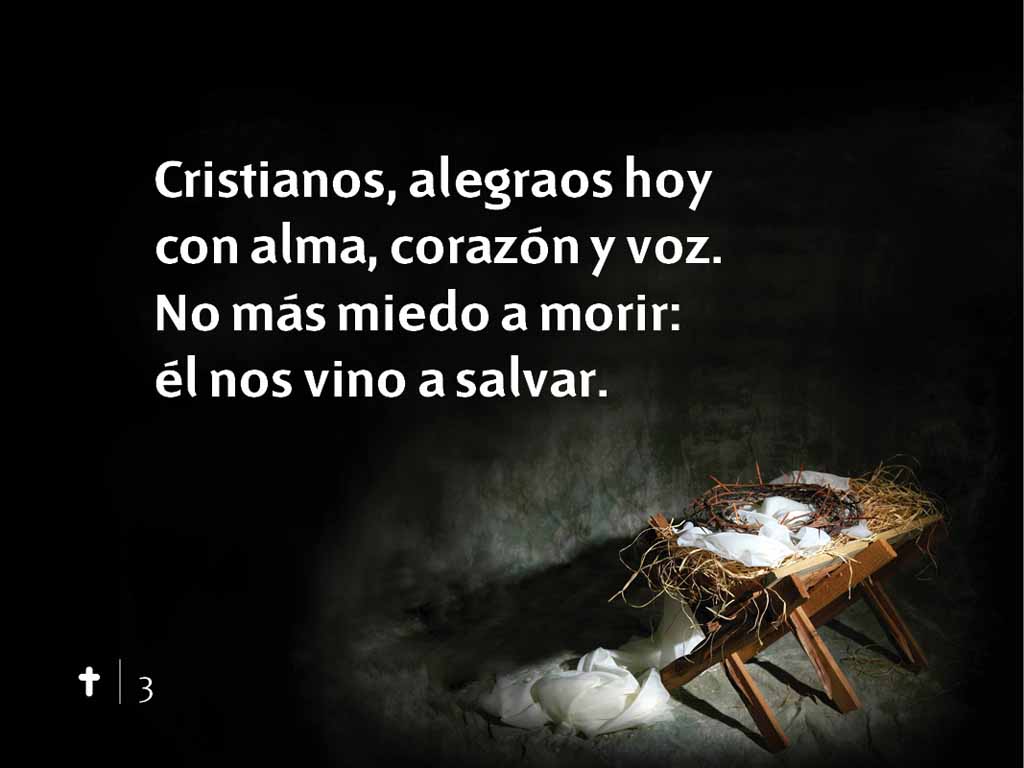 Cristianos, alegraos hoy
con alma, corazón y voz.
No más miedo a morir:
él nos vino a salvar.
3